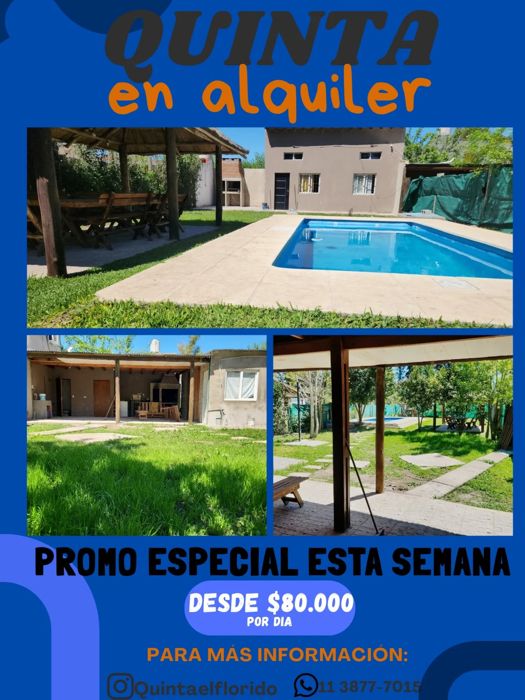 QUINTA
en alquiler
PROMO ESPECIAL ESTA SEMANA
DESDE $80.000
POR DIA
PARA MÁS INFORMACIÓN:
Quintaelflorido 11 3877-7015